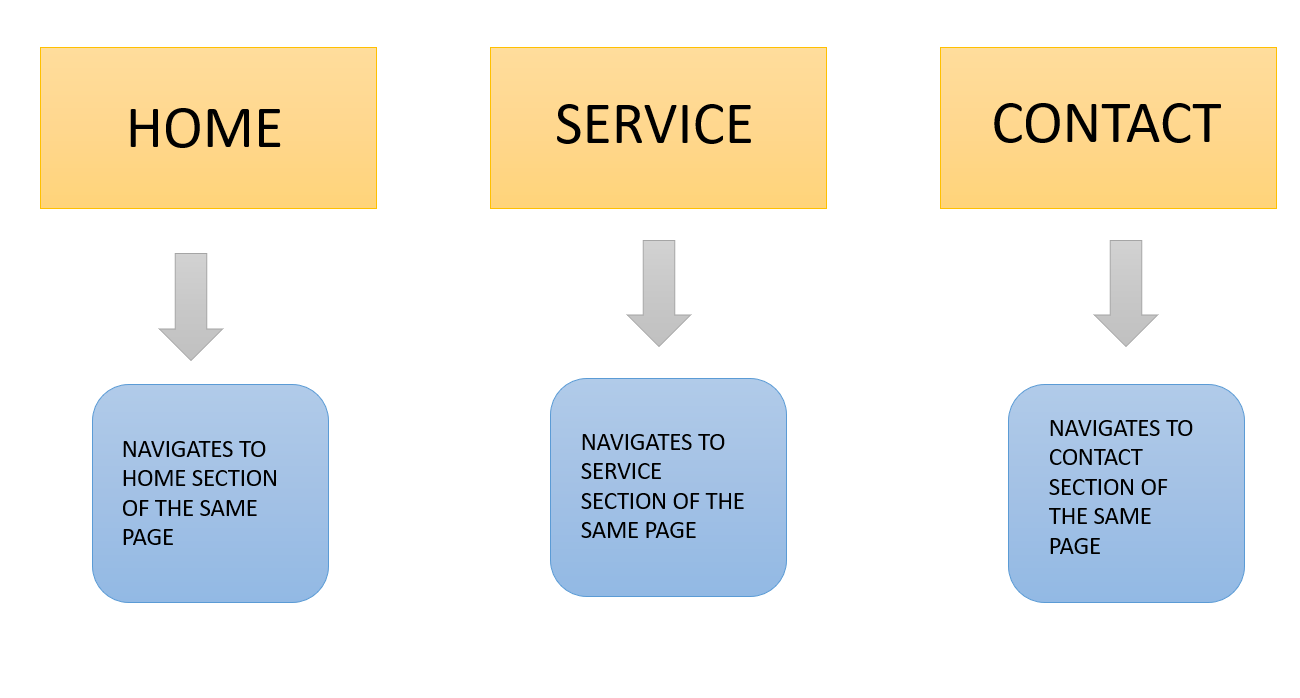 HOME
SERVICE
CONTACT
NAVIGATES TO
HOME SECTION
OF THE SAME
PAGE
NAVIGATES TO
SERVICE
SECTION OF THE
SAME PAGE
NAVIGATES TO
CONTACT
SECTION OF
THE SAME
PAGE